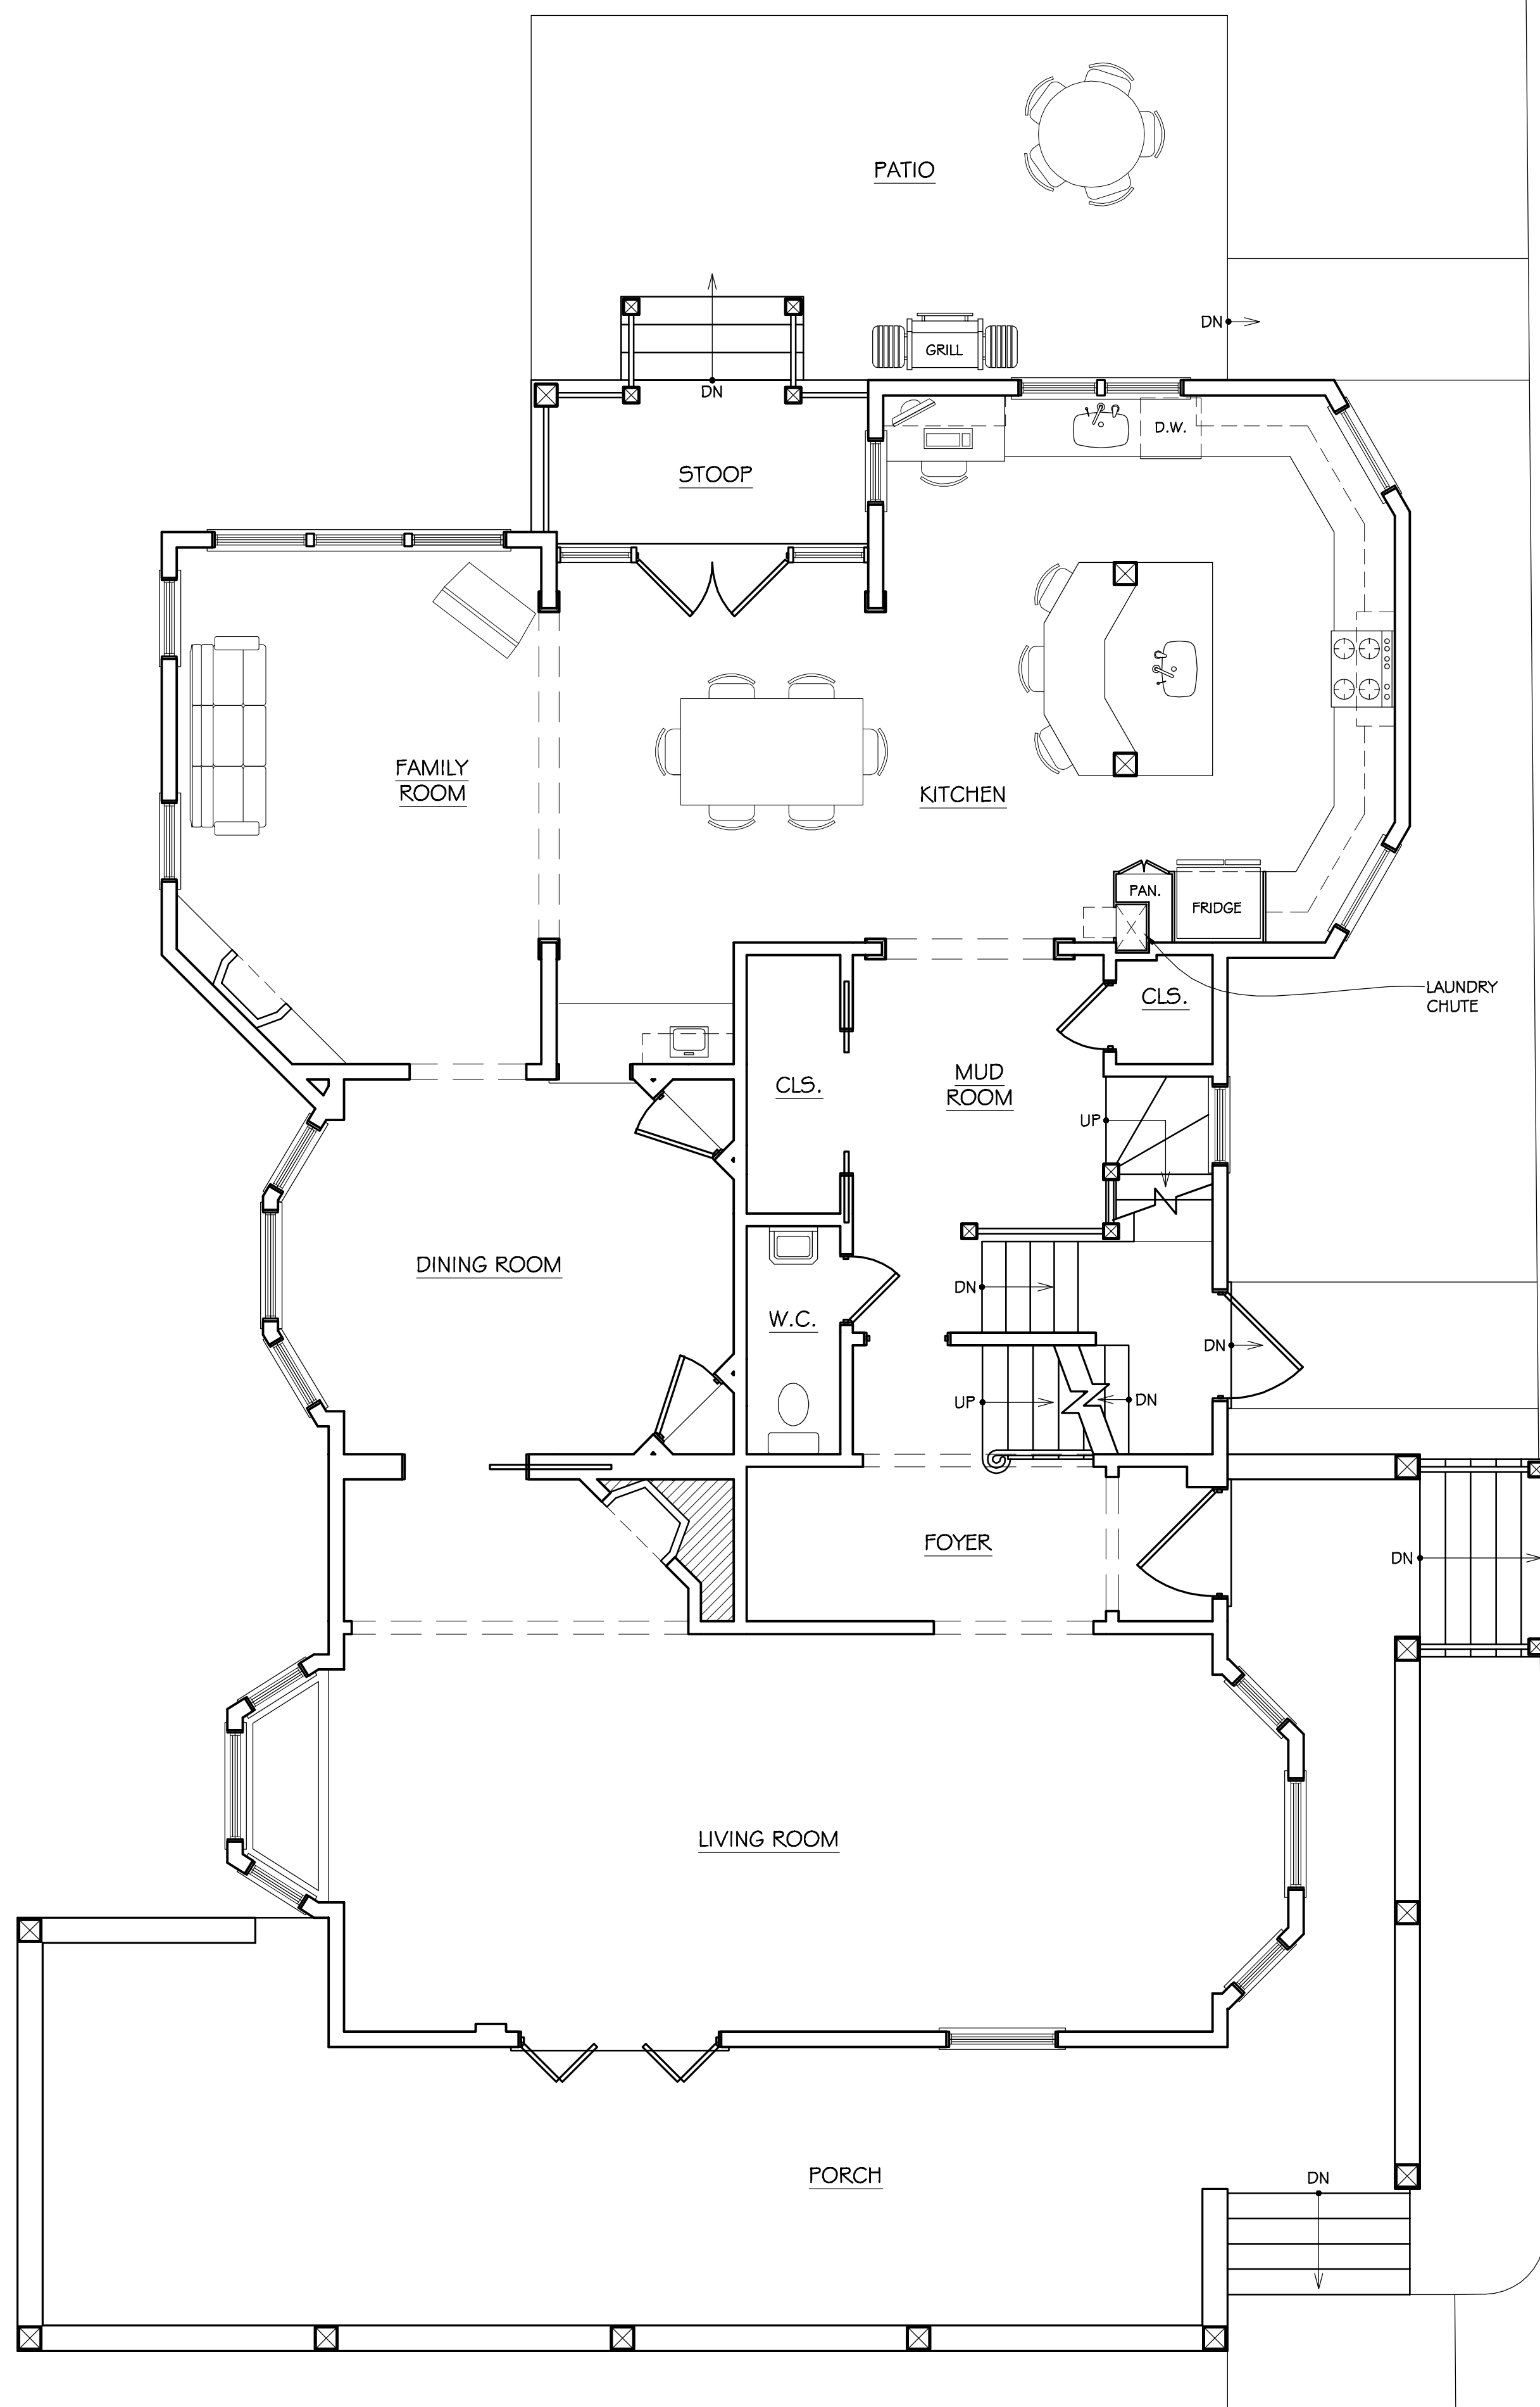 PATIO
DN
GRILL
DN
D.W.
STOOP
FAMILY
ROOM
KITCHEN
PAN.
FRIDGE
LAUNDRY
CHUTE
CLS.
CLS.
MUD
ROOM
UP
DINING ROOM
DN
W.C.
DN
UP
DN
FOYER
DN
LIVING ROOM
PORCH
DN